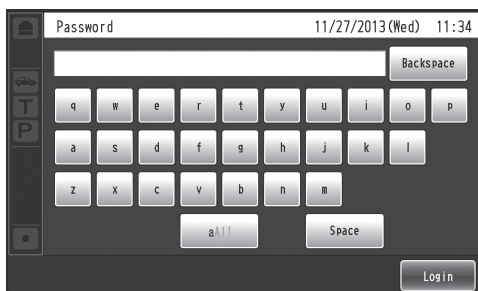 Password 11/27/2013(Wed) 11:34
Backspace
T
q w e r t y u i o p
P
a s d f g h j k l
z x c v b n m
aA1! Space
Login